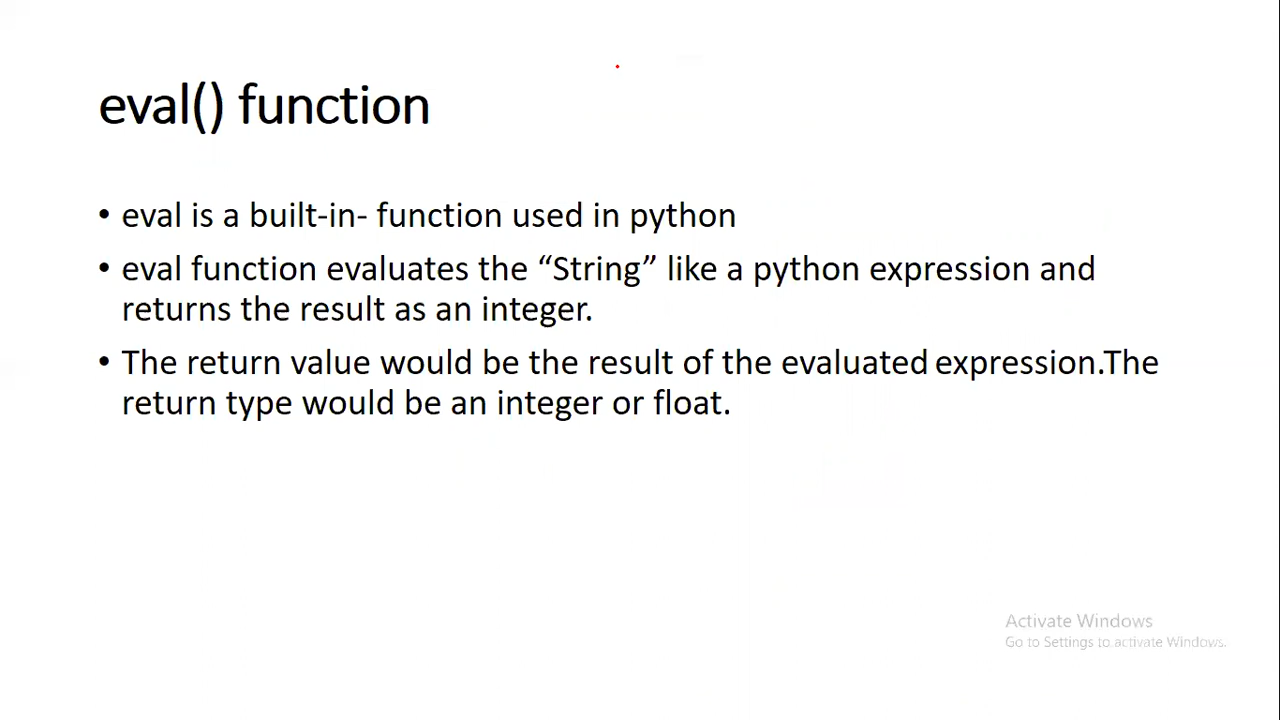 eval() function
• eval is a built-in- function used in python
• eval function evaluates the “String” like a python expression and
returns the result as an integer.
• The return value would be the result of the evaluated expression.The
return type would be an integer or float.
Activate Windows
Go to Settings to activate Windows.